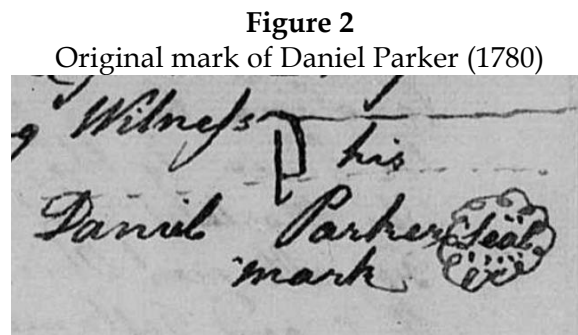 Figure 2
Original mark of Daniel Parker (1780)
Witneſs
P his
Daniel Parker Seal
mark